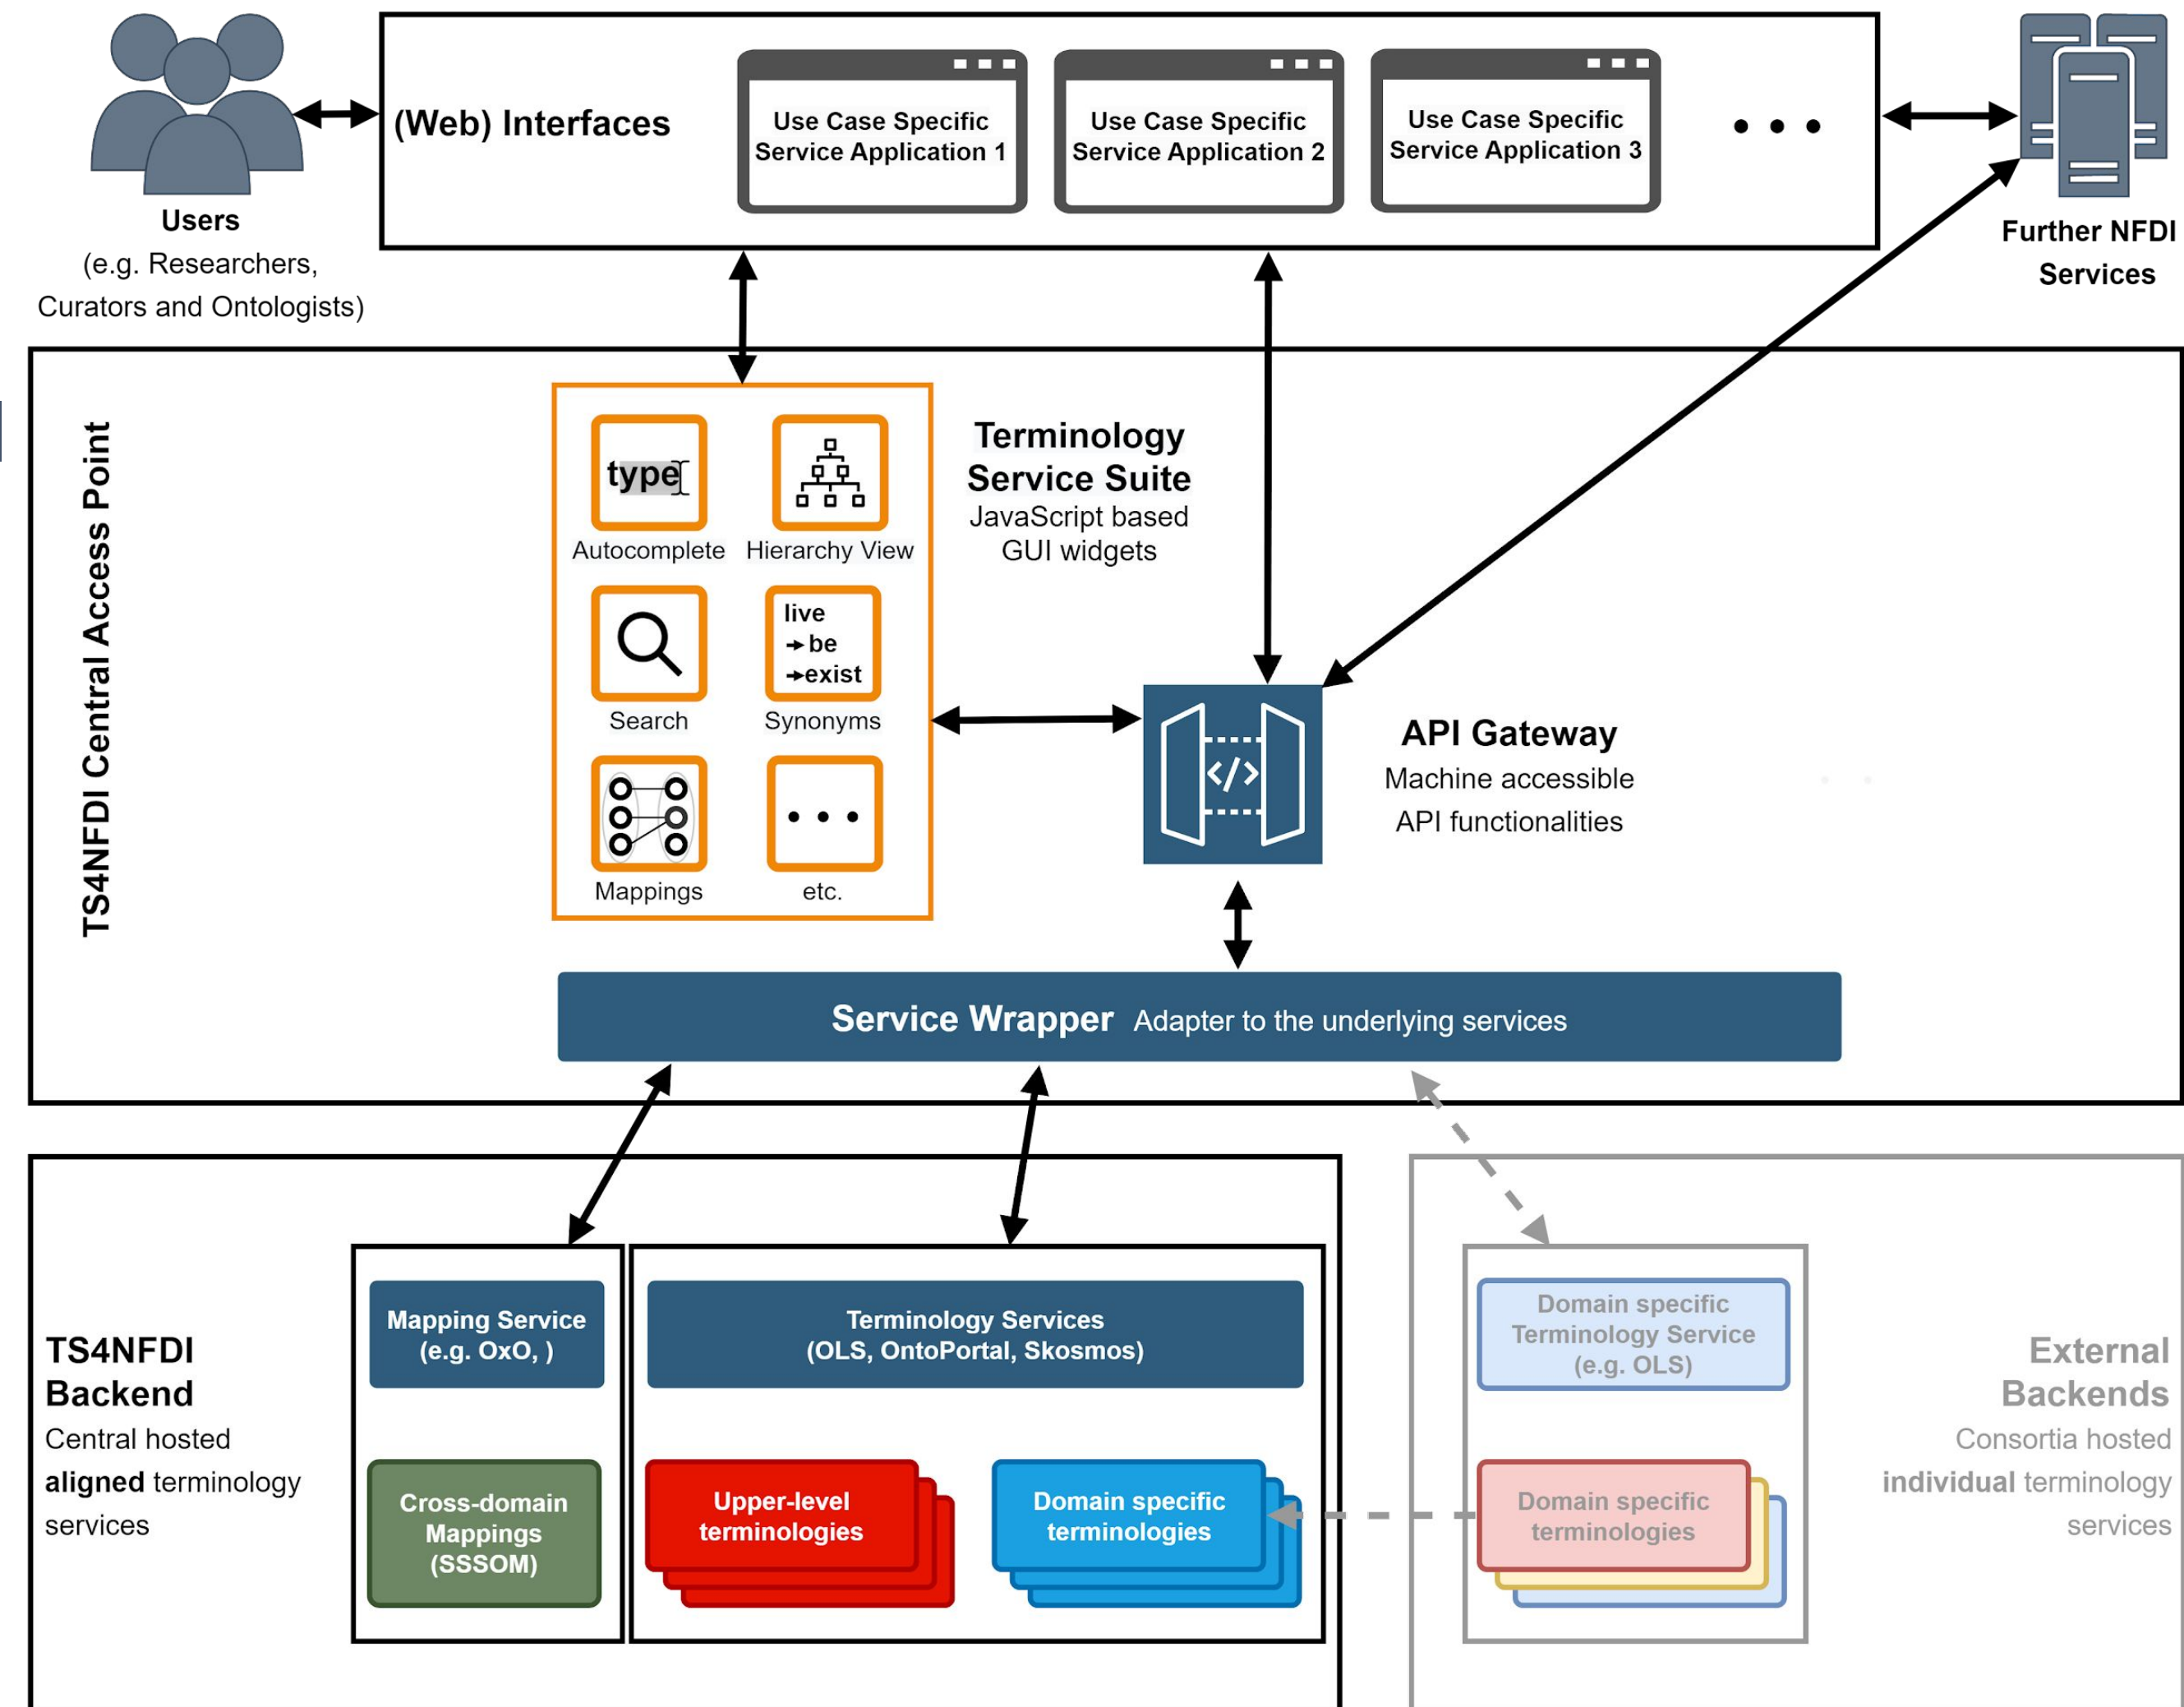 (Web) Interfaces
Use Case Specific
Service Application 1
Use Case Specific
Service Application 2
Use Case Specific
Service Application 3
Users
(e.g. Researchers,
Curators and Ontologists)
Further NFDI
Services
TS4NFDI Central Access Point
type
Autocomplete
Hierarchy View
Search
live
→be
→exist
Synonyms
Mappings
etc.
Terminology
Service Suite
JavaScript based
GUI widgets
</>
API Gateway
Machine accessible
API functionalities
Service Wrapper Adapter to the underlying services
TS4NFDI
Backend
Central hosted
aligned terminology
services
Mapping Service
(e.g. OxO, )
Cross-domain
Mappings
(SSSOM)
Terminology Services
(OLS, OntoPortal, Skosmos)
Upper-level
terminologies
Domain specific
terminologies
Domain specific
Terminology Service
(e.g. OLS)
Domain specific
terminologies
External
Backends
Consortia hosted
individual terminology
services